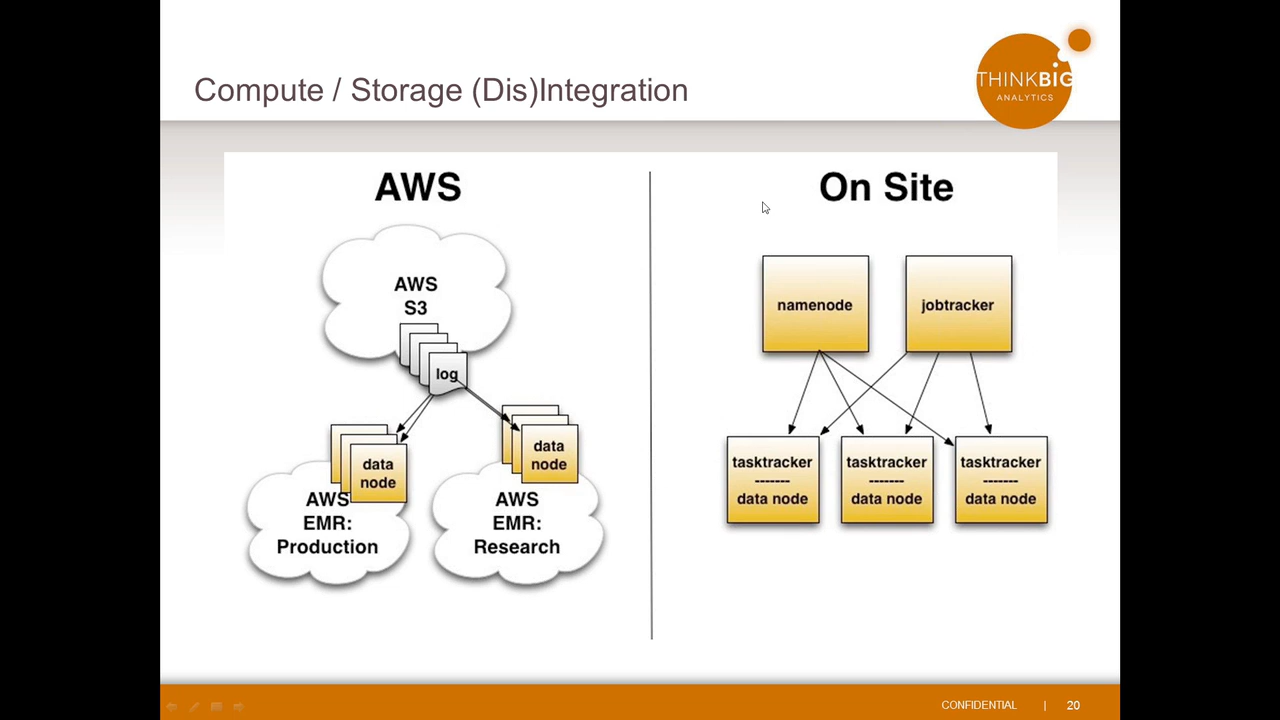 Compute / Storage (Dis)Integration
THINKBIG
ANALYTICS
AWS
AWS
S3
log
data
node
data
node
AWS
EMR:
Production
AWS
EMR:
Research
On Site
namenode
jobtracker
tasktracker
-------
data node
tasktracker
-------
data node
tasktracker
-------
data node
CONFIDENTIAL | 20